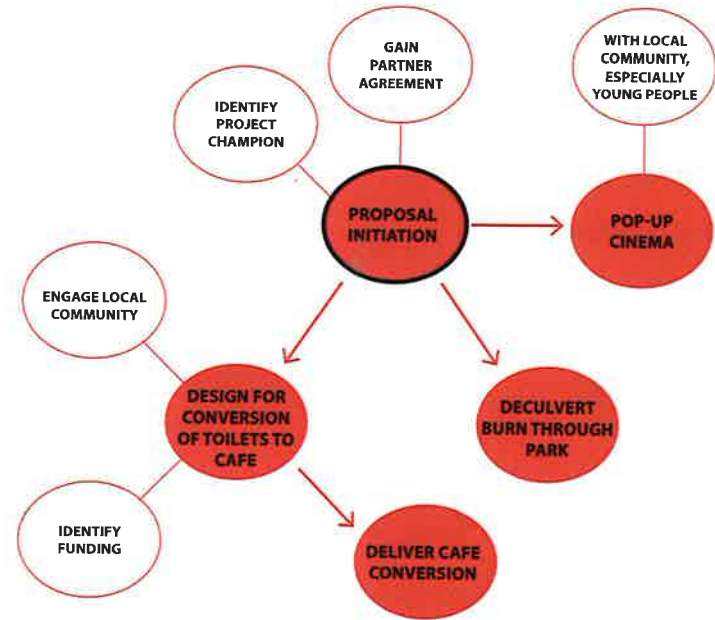 GAIN
PARTNER
AGREEMENT
WITH LOCAL
COMMUNITY,
ESPECIALLY
YOUNG PEOPLE
IDENTIFY
PROJECT
CHAMPION
PROPOSAL
INITIATION
POP-UP
CINEMA
ENGAGE LOCAL
COMMUNITY
DESIGN FOR
CONVERSION
OF TOILETS TO
CAFE
DECULVERT
BURN THROUGH
PARK
IDENTIFY
FUNDING
DELIVER CAFE
CONVERSION